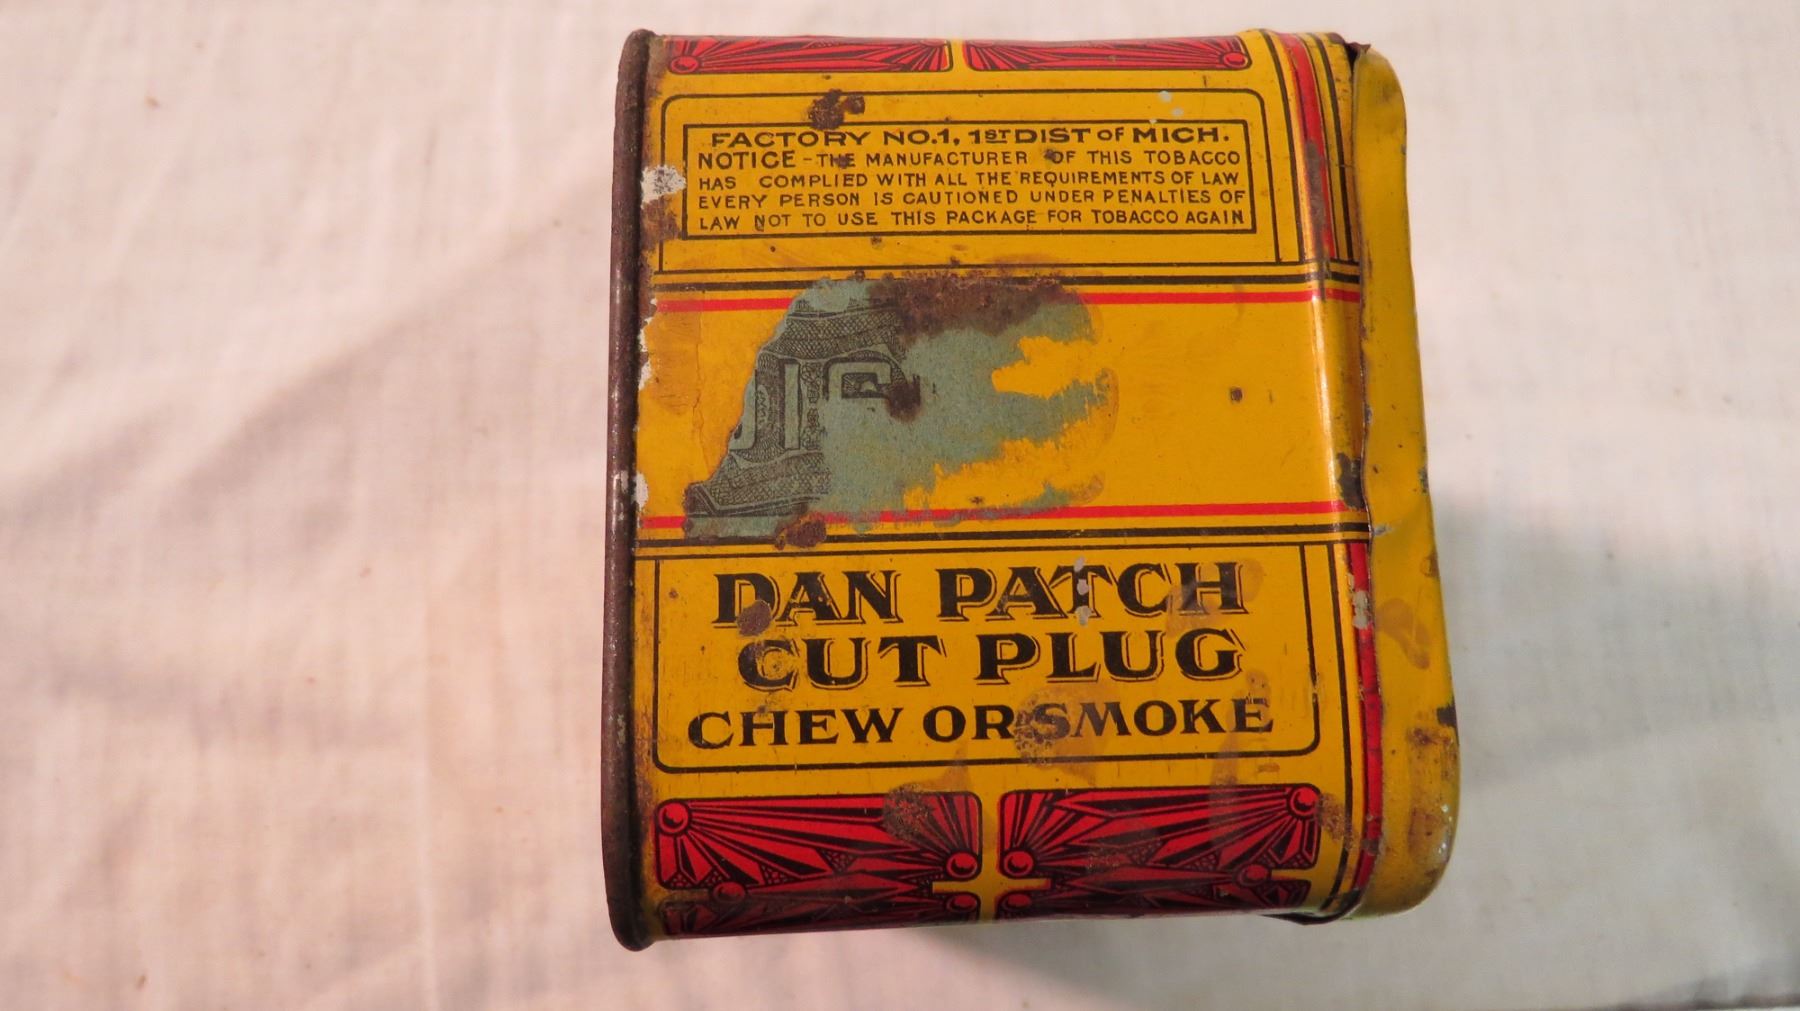 FACTORY NO.1, 1ST DIST OF MICH.
NOTICE - THE MANUFACTURER OF THIS TOBACCO
HAS COMPLIED WITH ALL THE REQUIREMENTS OF LAW
EVERY PERSON IS CAUTIONED UNDER PENALTIES OF
LAW NOT TO USE THIS PACKAGE FOR TOBACCO AGAIN
DAN PATCH
CUT PLUG
CHEW OR SMOKE